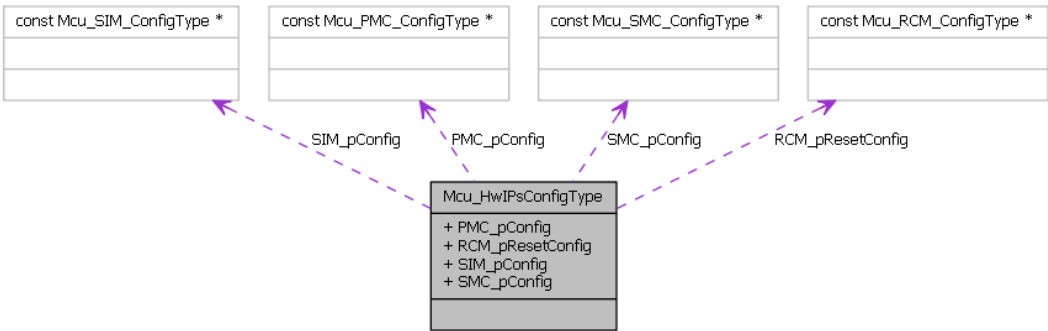 const Mcu_SIM_ConfigType *
const Mcu_PMC_ConfigType *
const Mcu_SMC_ConfigType *
const Mcu_RCM_ConfigType *
SIM_pConfig
PMC_pConfig
SMC_pConfig
RCM_pResetConfig
Mcu_HwIPsConfigType
+ PMC_pConfig
+ RCM_pResetConfig
+ SIM_pConfig
+ SMC_pConfig